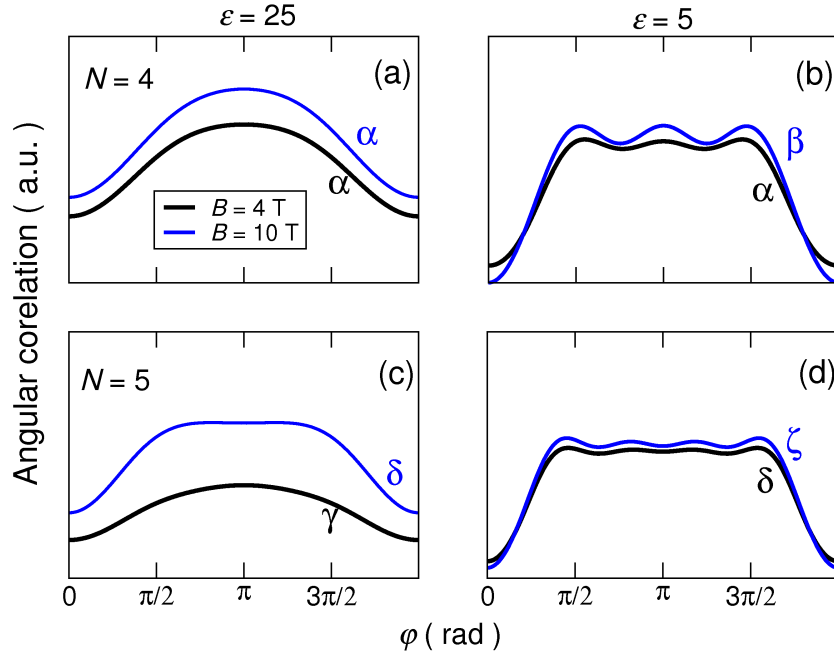 ε = 25
ε = 5
Angular corelation ( a.u. )
N = 4
(a)
α
α
B = 4 T
B = 10 T
(b)
β
α
N = 5
(c)
δ
γ
(d)
ζ
δ
0
π/2
π
3π/2
0
π/2
π
3π/2
φ ( rad )